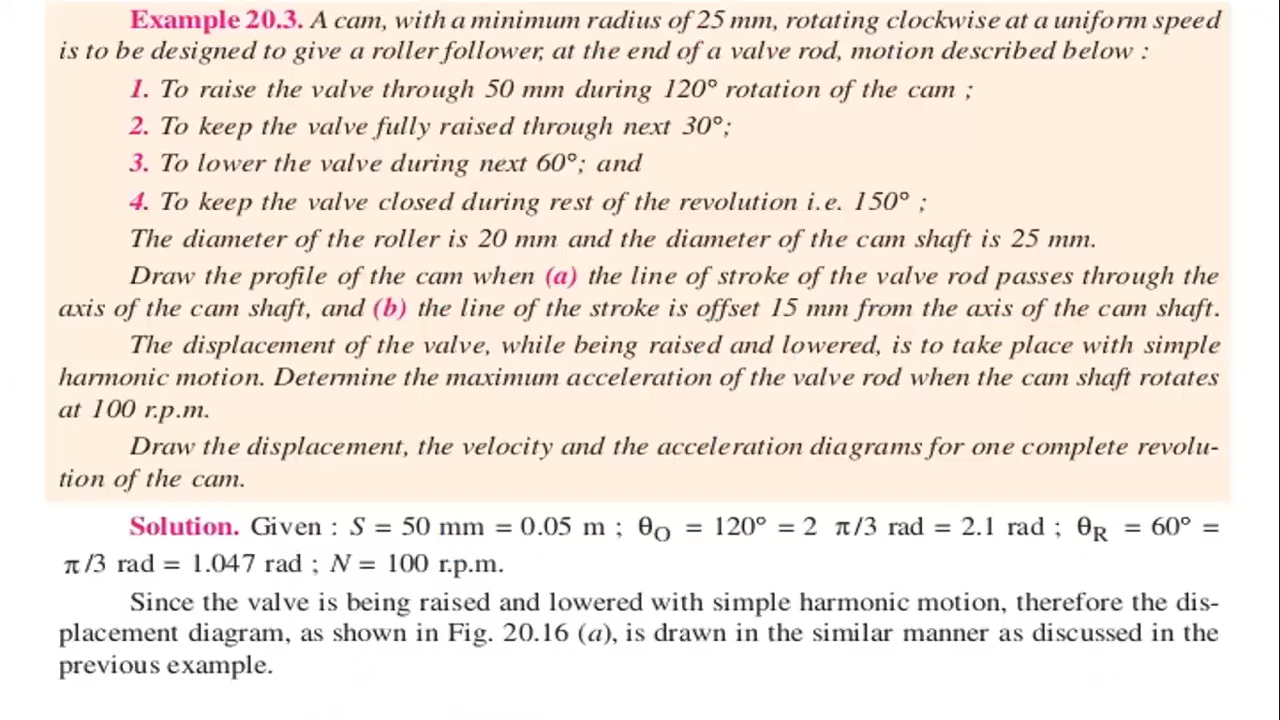 Example 20.3. A cam, with a minimum radius of 25 mm, rotating clockwise at a uniform speed
is to be designed to give a roller follower, at the end of a valve rod, motion described below :
1. To raise the valve through 50 mm during 120° rotation of the cam ;
2. To keep the valve fully raised through next 30°;
3. To lower the valve during next 60°; and
4. To keep the valve closed during rest of the revolution i.e. 150° ;
The diameter of the roller is 20 mm and the diameter of the cam shaft is 25 mm.
Draw the profile of the cam when (a) the line of stroke of the valve rod passes through the
axis of the cam shaft, and (b) the line of the stroke is offset 15 mm from the axis of the cam shaft.
The displacement of the valve, while being raised and lowered, is to take place with simple
harmonic motion. Determine the maximum acceleration of the valve rod when the cam shaft rotates
at 100 r.p.m.
Draw the displacement, the velocity and the acceleration diagrams for one complete revolu-
tion of the cam.
Solution. Given : S = 50 mm = 0.05 m ; θO = 120° = 2 π/3 rad = 2.1 rad ; θR = 60° =
π/3 rad = 1.047 rad ; N = 100 r.p.m.
Since the valve is being raised and lowered with simple harmonic motion, therefore the dis-
placement diagram, as shown in Fig. 20.16 (a), is drawn in the similar manner as discussed in the
previous example.